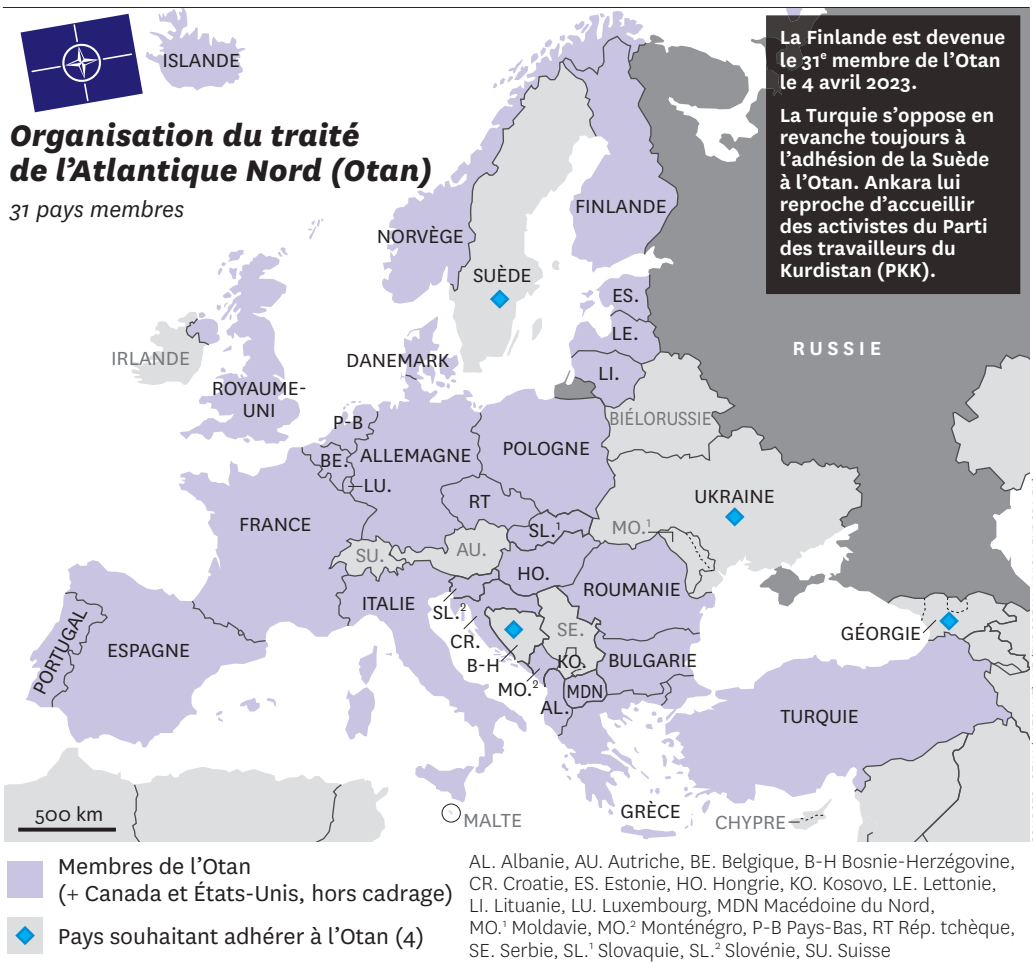 ISLANDE
La Finlande est devenue
le 31e membre de l'Otan
le 4 avril 2023.
La Turquie s'oppose en
revanche toujours à
l'adhésion de la Suède
à l'Otan. Ankara lui
reproche d'accueillir
des activistes du Parti
des travailleurs du
Kurdistan (PKK).
Organisation du traité
de l'Atlantique Nord (Otan)
31 pays membres
FINLANDE
NORVÈGE
SUÈDE
ES.
LE.
RUSSIE
IRLANDE
DANEMARK
LI.
ROYAUME-
UNI
BIÉLORUSSIE
P-B
BE.
ALLEMAGNE
POLOGNE
LU.
RT
UKRAINE
FRANCE
SL.¹
MO.¹
SU.
AU.
HO.
ROUMANIE
ITALIE
SL.²
SE.
GÉORGIE
CR.
PORTUGAL
ESPAGNE
B-H
KO.
BULGARIE
MO.²
MDN
AL.
TURQUIE
500 km
MALTE
GRÈCE
CHYPRE
Membres de l'Otan
(+ Canada et États-Unis, hors cadrage)
Pays souhaitant adhérer à l'Otan (4)
AL. Albanie, AU. Autriche, BE. Belgique, B-H Bosnie-Herzégovine,
CR. Croatie, ES. Estonie, HO. Hongrie, KO. Kosovo, LE. Lettonie,
LI. Lituanie, LU. Luxembourg, MDN Macédoine du Nord,
MO.¹ Moldavie, MO.² Monténégro, P-B Pays-Bas, RT Rép. tchèque,
SE. Serbie, SL.¹ Slovaquie, SL.² Slovénie, SU. Suisse